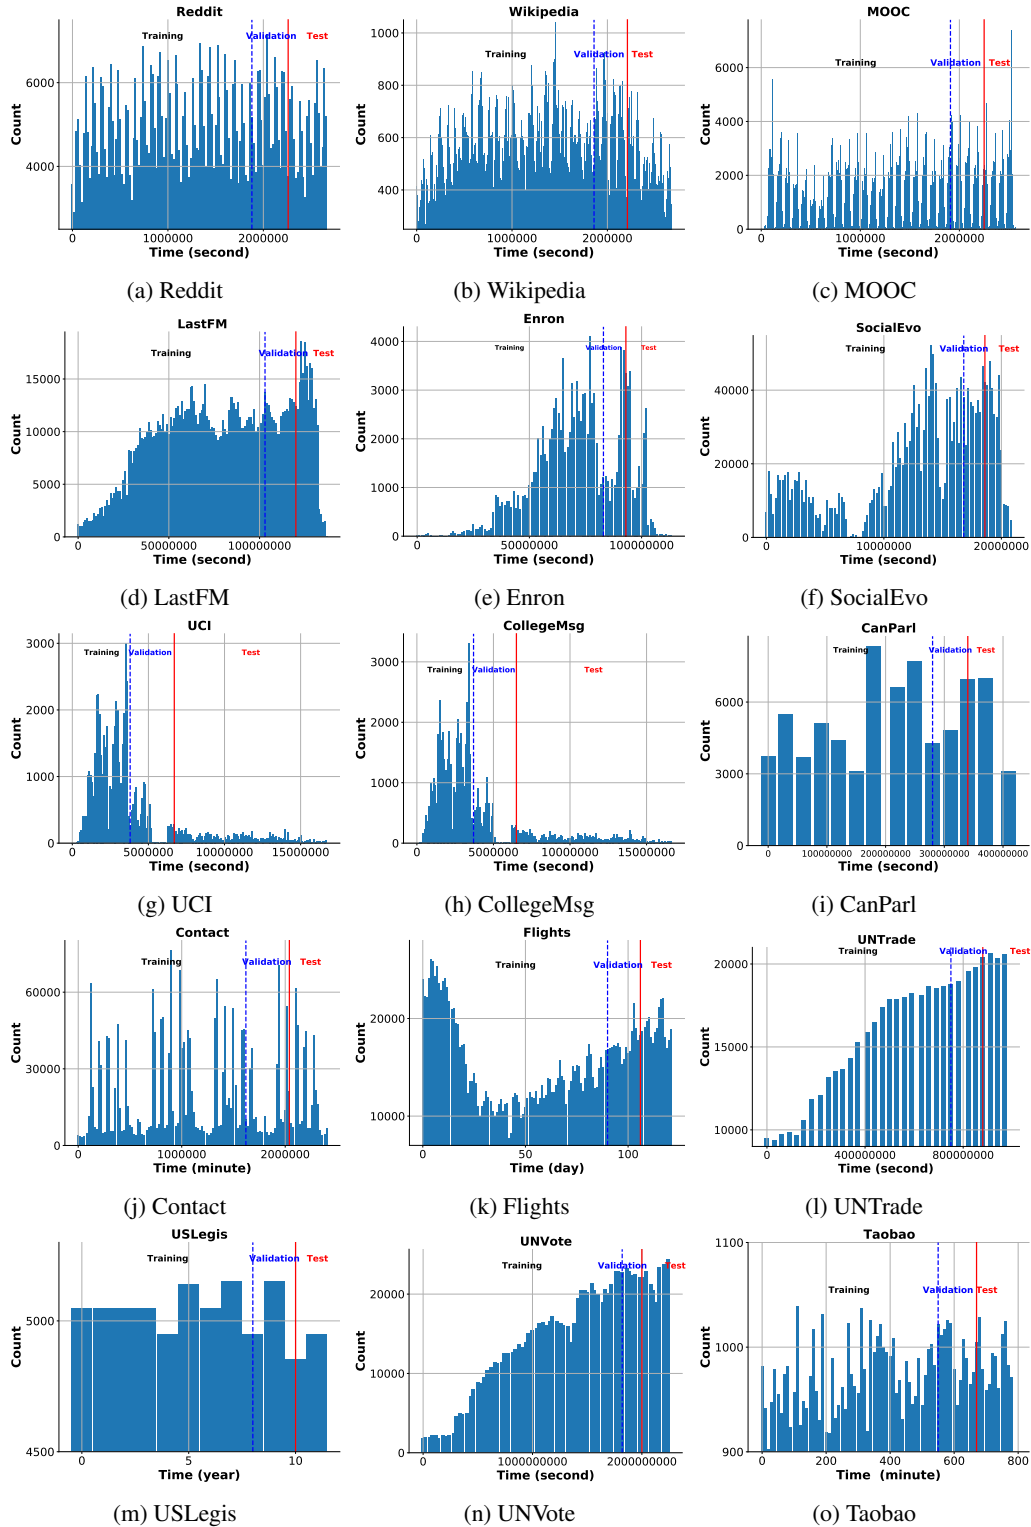 Reddit
Training
Validation
Test
6000
4000
Count
0
1000000
2000000
Time (second)
(a) Reddit
Wikipedia
Training
Validation
Test
1000
800
600
400
Count
0
1000000
2000000
Time (second)
(b) Wikipedia
MOOC
Training
Validation
Test
6000
4000
2000
0
Count
0
1000000
2000000
Time (second)
(c) MOOC
LastFM
Training
Validation
Test
15000
10000
5000
0
Count
0
50000000
100000000
Time (second)
(d) LastFM
Enron
Training
Validation
Test
4000
3000
2000
1000
0
Count
0
50000000
100000000
Time (second)
(e) Enron
SocialEvo
Training
Validation
Test
40000
20000
0
Count
0
10000000
20000000
Time (second)
(f) SocialEvo
UCI
Training
Validation
Test
3000
2000
1000
0
Count
0
5000000
10000000
15000000
Time (second)
(g) UCI
CollegeMsg
Training
Validation
Test
3000
2000
1000
0
Count
0
5000000
10000000
15000000
Time (second)
(h) CollegeMsg
CanParl
Training
Validation
Test
6000
3000
0
Count
0
100000000
200000000
300000000
400000000
Time (second)
(i) CanParl
Contact
Training
Validation
Test
60000
30000
0
Count
0
1000000
2000000
Time (minute)
(j) Contact
Flights
Training
Validation
Test
20000
10000
Count
0
50
100
Time (day)
(k) Flights
UNTrade
Training
Validation
Test
20000
15000
10000
Count
0
400000000
800000000
Time (second)
(l) UNTrade
USLegis
Training
Validation
Test
5000
4500
Count
0
5
10
Time (year)
(m) USLegis
UNVote
Training
Validation
Test
20000
10000
0
Count
0
1000000000
2000000000
Time (second)
(n) UNVote
Taobao
Training
Validation
Test
1100
1000
900
Count
0
200
400
600
800
Time (minute)
(o) Taobao